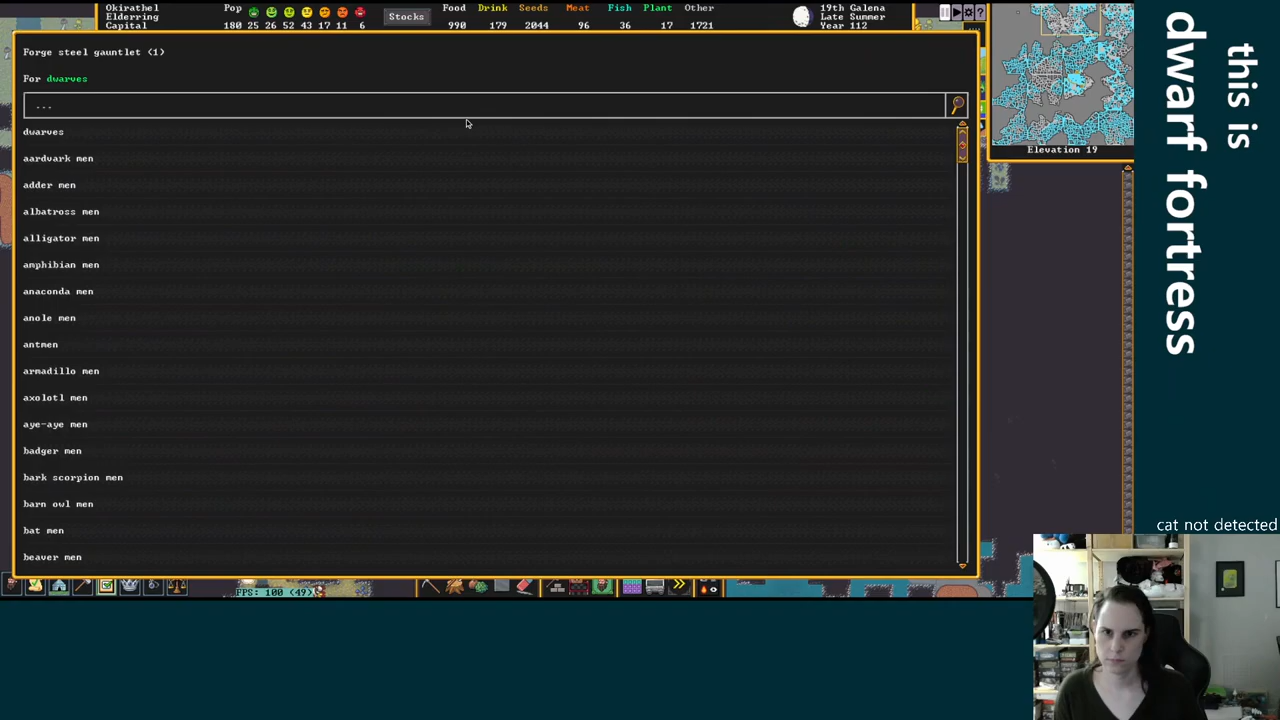 Okirathel
Elderring
Capital
Pop
180 25 26 52 43 17 11 6
Stocks
Food Drink Seeds Meat Fish Plant Other
990 179 2044 96 36 17 1721
19th Galena
Late Summer
Year 112
Forge steel gauntlet (1)
For dwarves
...
dwarves
aardvark men
adder men
albatross men
alligator men
amphibian men
anaconda men
anole men
antmen
armadillo men
axolotl men
aye-aye men
badger men
bark scorpion men
barn owl men
bat men
beaver men
FPS: 100 (49)
Elevation 19
this is
dwarf fortress
cat not detected